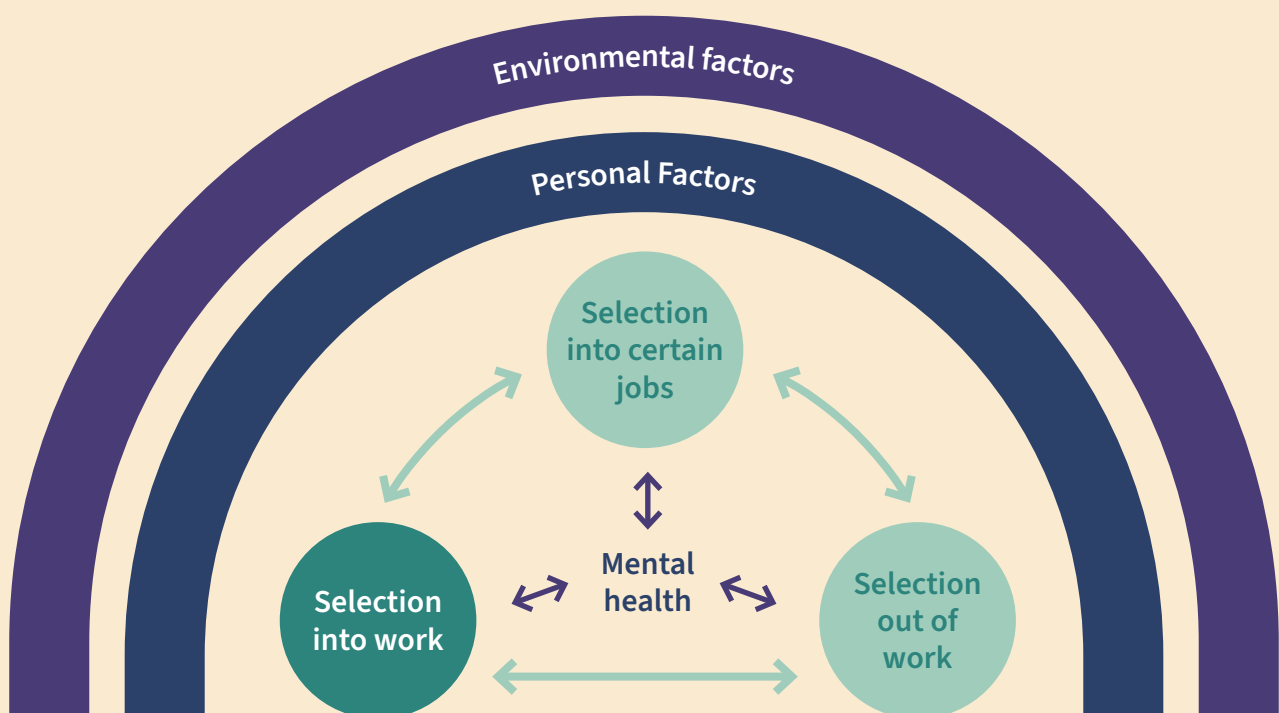 Environmental factors
Personal Factors
Selection
into certain
jobs
Mental
health
Selection
into work
Selection
out of
work